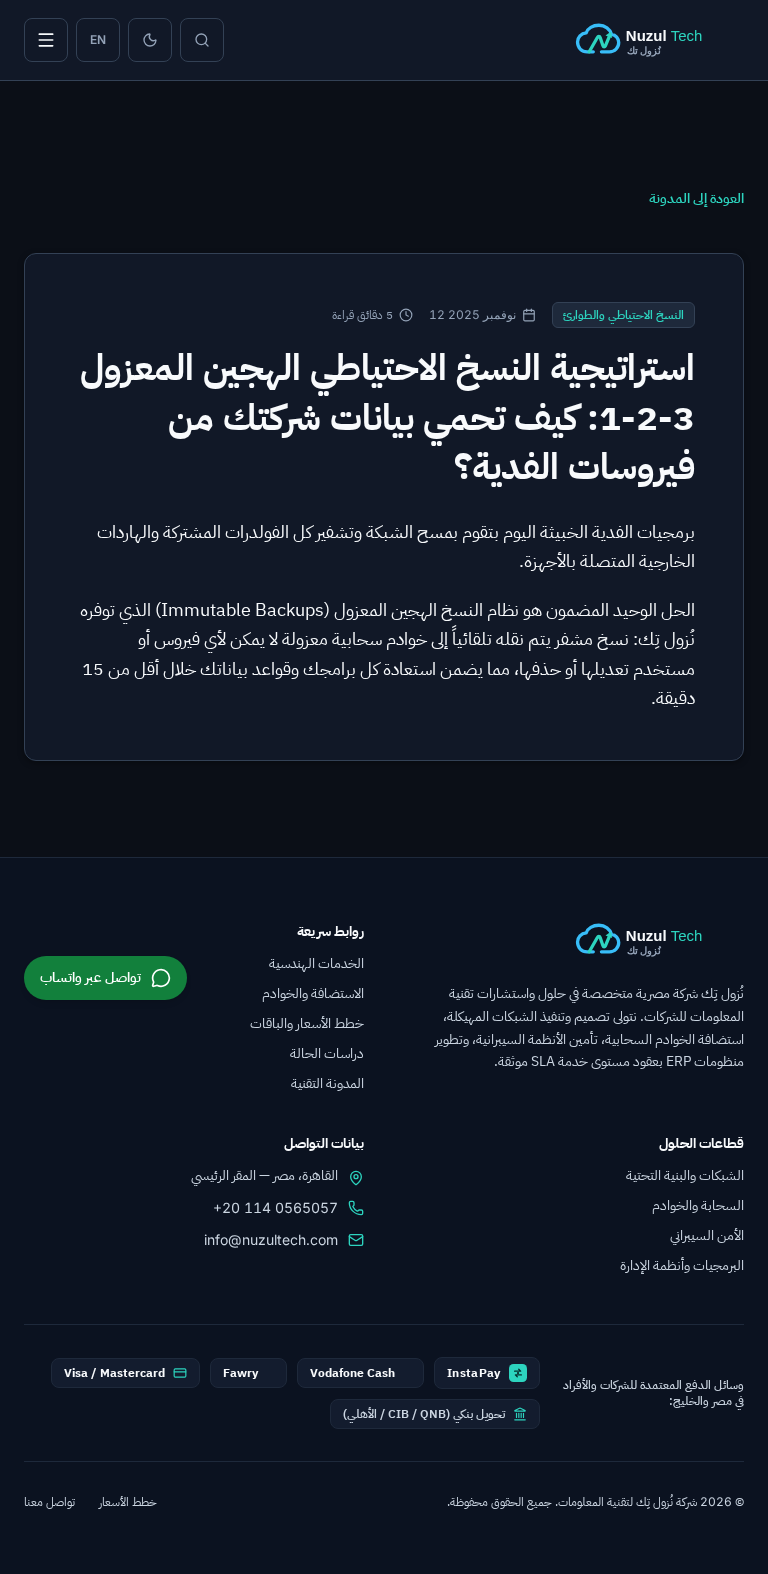 Nuzul Tech
نُزول تك
EN
العودة إلى المدونة
النسخ الاحتياطي والطوارئ
12 نوفمبر 2025
5 دقائق قراءة
استراتيجية النسخ الاحتياطي الهجين المعزول
3-2-1: كيف تحمي بيانات شركتك من
فيروسات الفدية؟
برمجيات الفدية الخبيثة اليوم بتقوم بمسح الشبكة وتشفير كل الفولدرات المشتركة والهاردات
الخارجية المتصلة بالأجهزة.
الحل الوحيد المضمون هو نظام النسخ الهجين المعزول (Immutable Backups) الذي توفره
نُزول تِك: نسخ مشفر يتم نقله تلقائياً إلى خوادم سحابية معزولة لا يمكن لأي فيروس أو
مستخدم تعديلها أو حذفها، مما يضمن استعادة كل برامجك وقواعد بياناتك خلال أقل من 15
دقيقة.
Nuzul Tech
نُزول تك
نُزول تِك شركة مصرية متخصصة في حلول واستشارات تقنية
المعلومات للشركات. نتولى تصميم وتنفيذ الشبكات المهيكلة،
استضافة الخوادم السحابية، تأمين الأنظمة السيبرانية، وتطوير
منظومات ERP بعقود مستوى خدمة SLA موثقة.
روابط سريعة
الخدمات الهندسية
الاستضافة والخوادم
خطط الأسعار والباقات
دراسات الحالة
المدونة التقنية
تواصل عبر واتساب
قطاعات الحلول
الشبكات والبنية التحتية
السحابة والخوادم
الأمن السيبراني
البرمجيات وأنظمة الإدارة
بيانات التواصل
القاهرة، مصر — المقر الرئيسي
+20 114 0565057
info@nuzultech.com
وسائل الدفع المعتمدة للشركات والأفراد
في مصر والخليج:
InstaPay
Vodafone Cash
Fawry
Visa / Mastercard
تحويل بنكي (CIB / QNB / الأهلي)
© 2026 شركة نُزول تِك لتقنية المعلومات. جميع الحقوق محفوظة.
خطط الأسعار
تواصل معنا